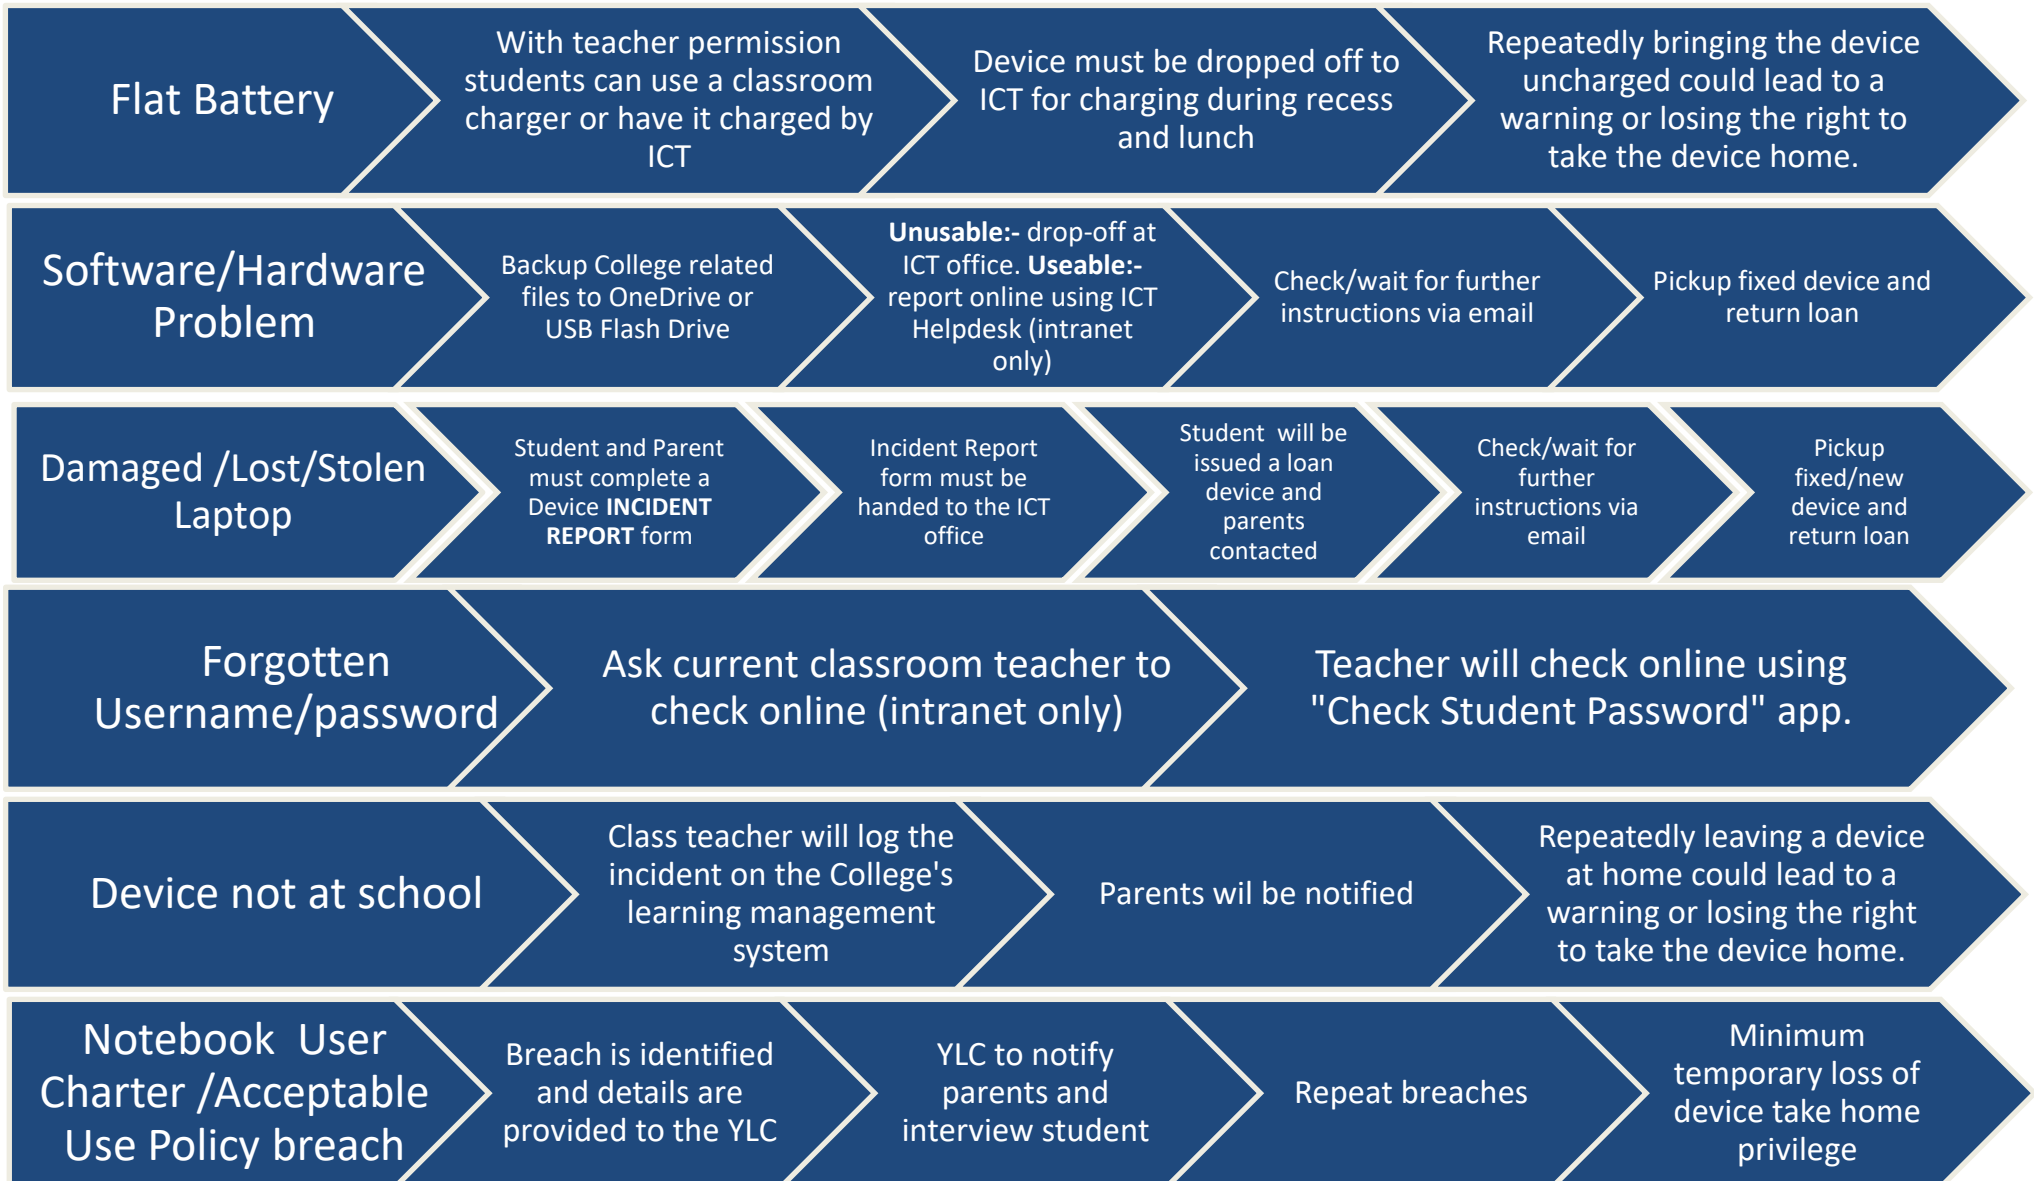 Flat Battery
With teacher permission
students can use a classroom
charger or have it charged by
ICT
Device must be dropped off to
ICT for charging during recess
and lunch
Repeatedly bringing the device
uncharged could lead to a
warning or losing the right to
take the device home.
Software/Hardware
Problem
Backup College related
files to OneDrive or
USB Flash Drive
Unusable:- drop-off at
ICT office. Useable:-
report online using ICT
Helpdesk (intranet
only)
Check/wait for further
instructions via email
Pickup fixed device and
return loan
Damaged /Lost/Stolen
Laptop
Student and Parent
must complete a
Device INCIDENT
REPORT form
Incident Report
form must be
handed to the ICT
office
Student  will be
issued a loan
device and
parents
contacted
Check/wait for
further
instructions via
email
Pickup
fixed/new
device and
return loan
Forgotten
Username/password
Ask current classroom teacher to
check online (intranet only)
Teacher will check online using
"Check Student Password" app.
Device not at school
Class teacher will log the
incident on the College's
learning management
system
Parents wil be notified
Repeatedly leaving a device
at home could lead to a
warning or losing the right
to take the device home.
Notebook  User
Charter /Acceptable
Use Policy breach
Breach is identified
and details are
provided to the YLC
YLC to notify
parents and
interview student
Repeat breaches
Minimum
temporary loss of
device take home
privilege